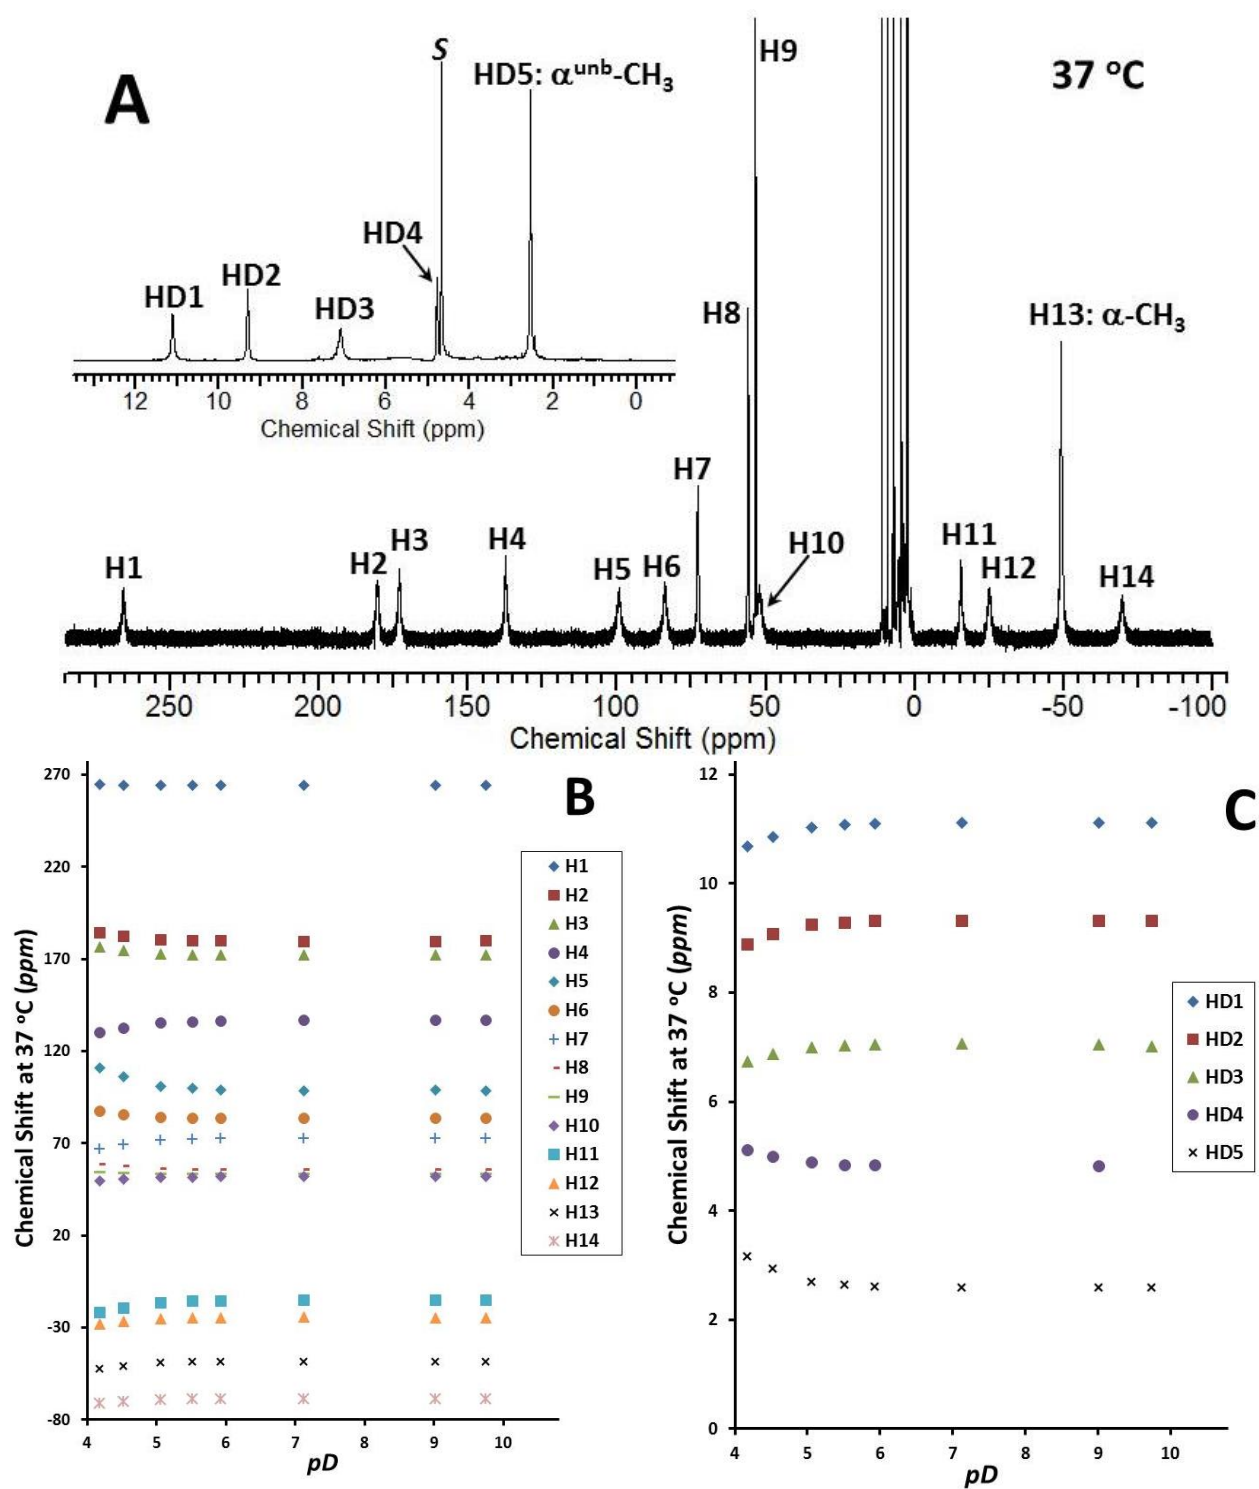 A
37 °C
S
HD5: αᵘⁿᵇ-CH₃
HD4
HD1
HD2
HD3
12 10 8 6 4 2 0
Chemical Shift (ppm)
H9
H8
H13: α-CH₃
H7
H10
H1
H2
H3
H4
H5
H6
H11
H12
H14
250 200 150 100 50 0 -50 -100
Chemical Shift (ppm)
B
Chemical Shift at 37 °C (ppm)
270
220
170
120
70
20
-30
-80
4 5 6 7 8 9 10
pD
H1
H2
H3
H4
H5
H6
H7
H8
H9
H10
H11
H12
H13
H14
C
Chemical Shift at 37 °C (ppm)
12
10
8
6
4
2
0
4 5 6 7 8 9 10
pD
HD1
HD2
HD3
HD4
HD5